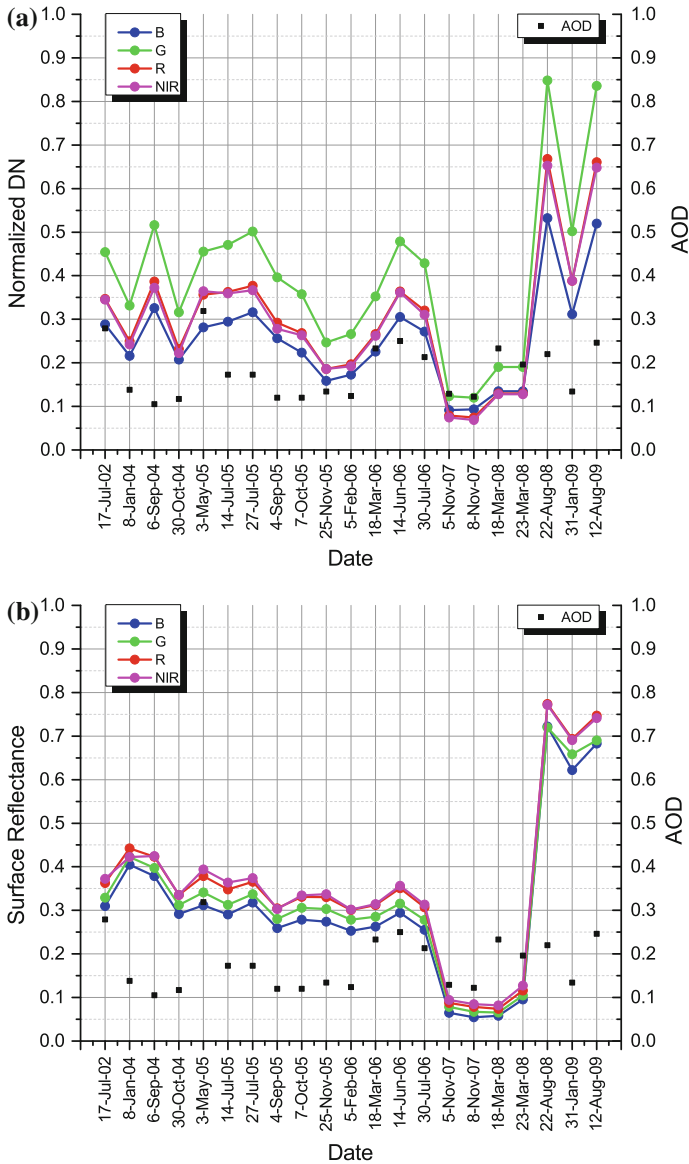 (a)
B
G
R
NIR
AOD
1.0
0.9
0.8
0.7
0.6
0.5
0.4
0.3
0.2
0.1
0.0
Normalized DN
1.0
0.9
0.8
0.7
0.6
0.5
0.4
0.3
0.2
0.1
0.0
AOD
17-Jul-02
8-Jan-04
6-Sep-04
30-Oct-04
3-May-05
14-Jul-05
27-Jul-05
4-Sep-05
7-Oct-05
25-Nov-05
5-Feb-06
18-Mar-06
14-Jun-06
30-Jul-06
5-Nov-07
8-Nov-07
18-Mar-08
23-Mar-08
22-Aug-08
31-Jan-09
12-Aug-09
Date
(b)
B
G
R
NIR
AOD
1.0
0.9
0.8
0.7
0.6
0.5
0.4
0.3
0.2
0.1
0.0
Surface Reflectance
1.0
0.9
0.8
0.7
0.6
0.5
0.4
0.3
0.2
0.1
0.0
AOD
17-Jul-02
8-Jan-04
6-Sep-04
30-Oct-04
3-May-05
14-Jul-05
27-Jul-05
4-Sep-05
7-Oct-05
25-Nov-05
5-Feb-06
18-Mar-06
14-Jun-06
30-Jul-06
5-Nov-07
8-Nov-07
18-Mar-08
23-Mar-08
22-Aug-08
31-Jan-09
12-Aug-09
Date